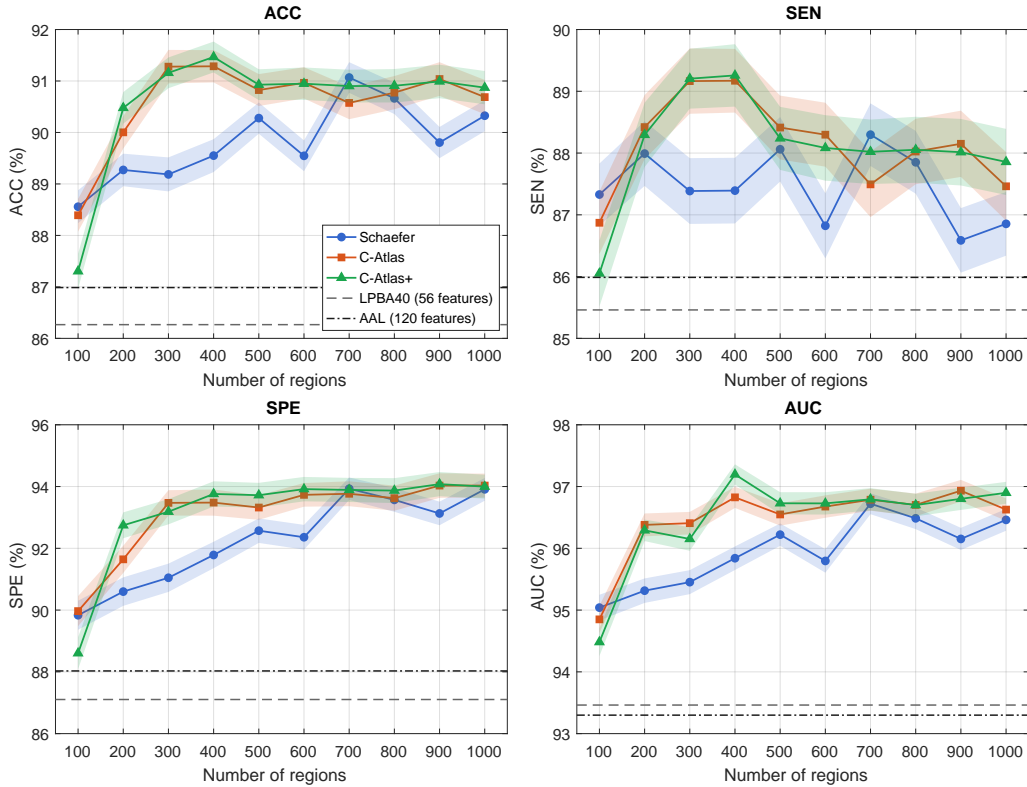 ACC
92
91
90
89
88
87
86
ACC (%)
100 200 300 400 500 600 700 800 900 1000
Number of regions
Schaefer
C-Atlas
C-Atlas+
LPBA40 (56 features)
AAL (120 features)
SEN
90
89
88
87
86
85
SEN (%)
100 200 300 400 500 600 700 800 900 1000
Number of regions
SPE
96
94
92
90
88
86
SPE (%)
100 200 300 400 500 600 700 800 900 1000
Number of regions
AUC
98
97
96
95
94
93
AUC (%)
100 200 300 400 500 600 700 800 900 1000
Number of regions